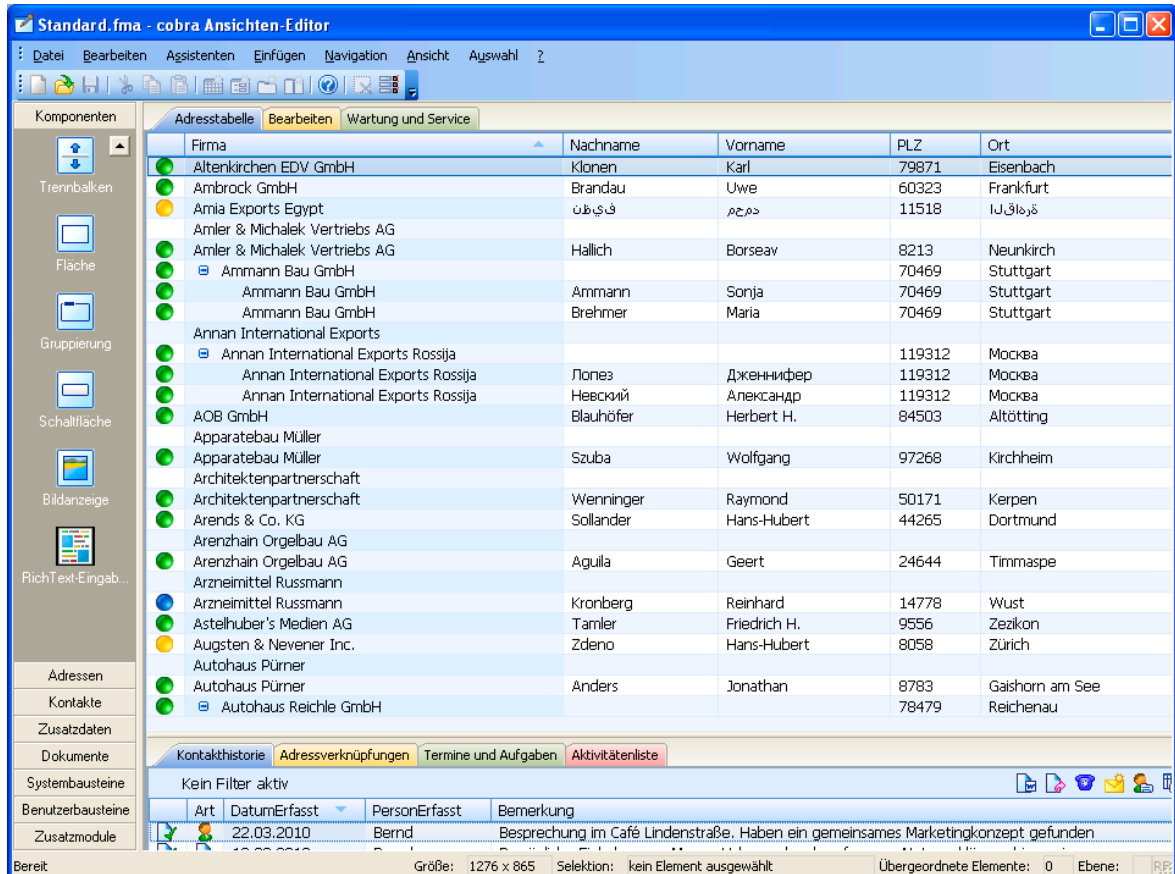 Standard.fma - cobra Ansichten-Editor
Datei Bearbeiten Assistenten Einfügen Navigation Ansicht Auswahl ?
Komponenten
Trennbalken
Fläche
Gruppierung
Schaltfläche
Bildanzeige
RichText-Eingab...
Adressen
Kontakte
Zusatzdaten
Dokumente
Systembausteine
Benutzerbausteine
Zusatzmodule
Adresstabelle Bearbeiten Wartung und Service
Firma Nachname Vorname PLZ Ort
Altenkirchen EDV GmbH Klonen Karl 79871 Eisenbach
Ambrock GmbH Brandau Uwe 60323 Frankfurt
Amia Exports Egypt 11518
Amler & Michalek Vertriebs AG
Amler & Michalek Vertriebs AG Hallich Borseav 8213 Neunkirch
Ammann Bau GmbH 70469 Stuttgart
Ammann Bau GmbH Ammann Sonja 70469 Stuttgart
Ammann Bau GmbH Brehmer Maria 70469 Stuttgart
Annan International Exports
Annan International Exports Rossija 119312 Москва
Annan International Exports Rossija Лопез Дженнифер 119312 Москва
Annan International Exports Rossija Невский Александр 119312 Москва
AOB GmbH Blauhöfer Herbert H. 84503 Altötting
Apparatebau Müller
Apparatebau Müller Szuba Wolfgang 97268 Kirchheim
Architektenpartnerschaft
Architektenpartnerschaft Wenninger Raymond 50171 Kerpen
Arends & Co. KG Sollander Hans-Hubert 44265 Dortmund
Arenzhain Orgelbau AG
Arenzhain Orgelbau AG Aguila Geert 24644 Timmaspe
Arzneimittel Russmann
Arzneimittel Russmann Kronberg Reinhard 14778 Wust
Astelhuber's Medien AG Tamler Friedrich H. 9556 Zezikon
Augsten & Nevener Inc. Zdeno Hans-Hubert 8058 Zürich
Autohaus Pürner
Autohaus Pürner Anders Jonathan 8783 Gaishorn am See
Autohaus Reichle GmbH 78479 Reichenau
Kontakthistorie Adressverknüpfungen Termine und Aufgaben Aktivitätenliste
Kein Filter aktiv
Art DatumErfasst PersonErfasst Bemerkung
22.03.2010 Bernd Besprechung im Café Lindenstraße. Haben ein gemeinsames Marketingkonzept gefunden
Bereit Größe: 1276 x 865 Selektion: kein Element ausgewählt Übergeordnete Elemente: 0 Ebene: